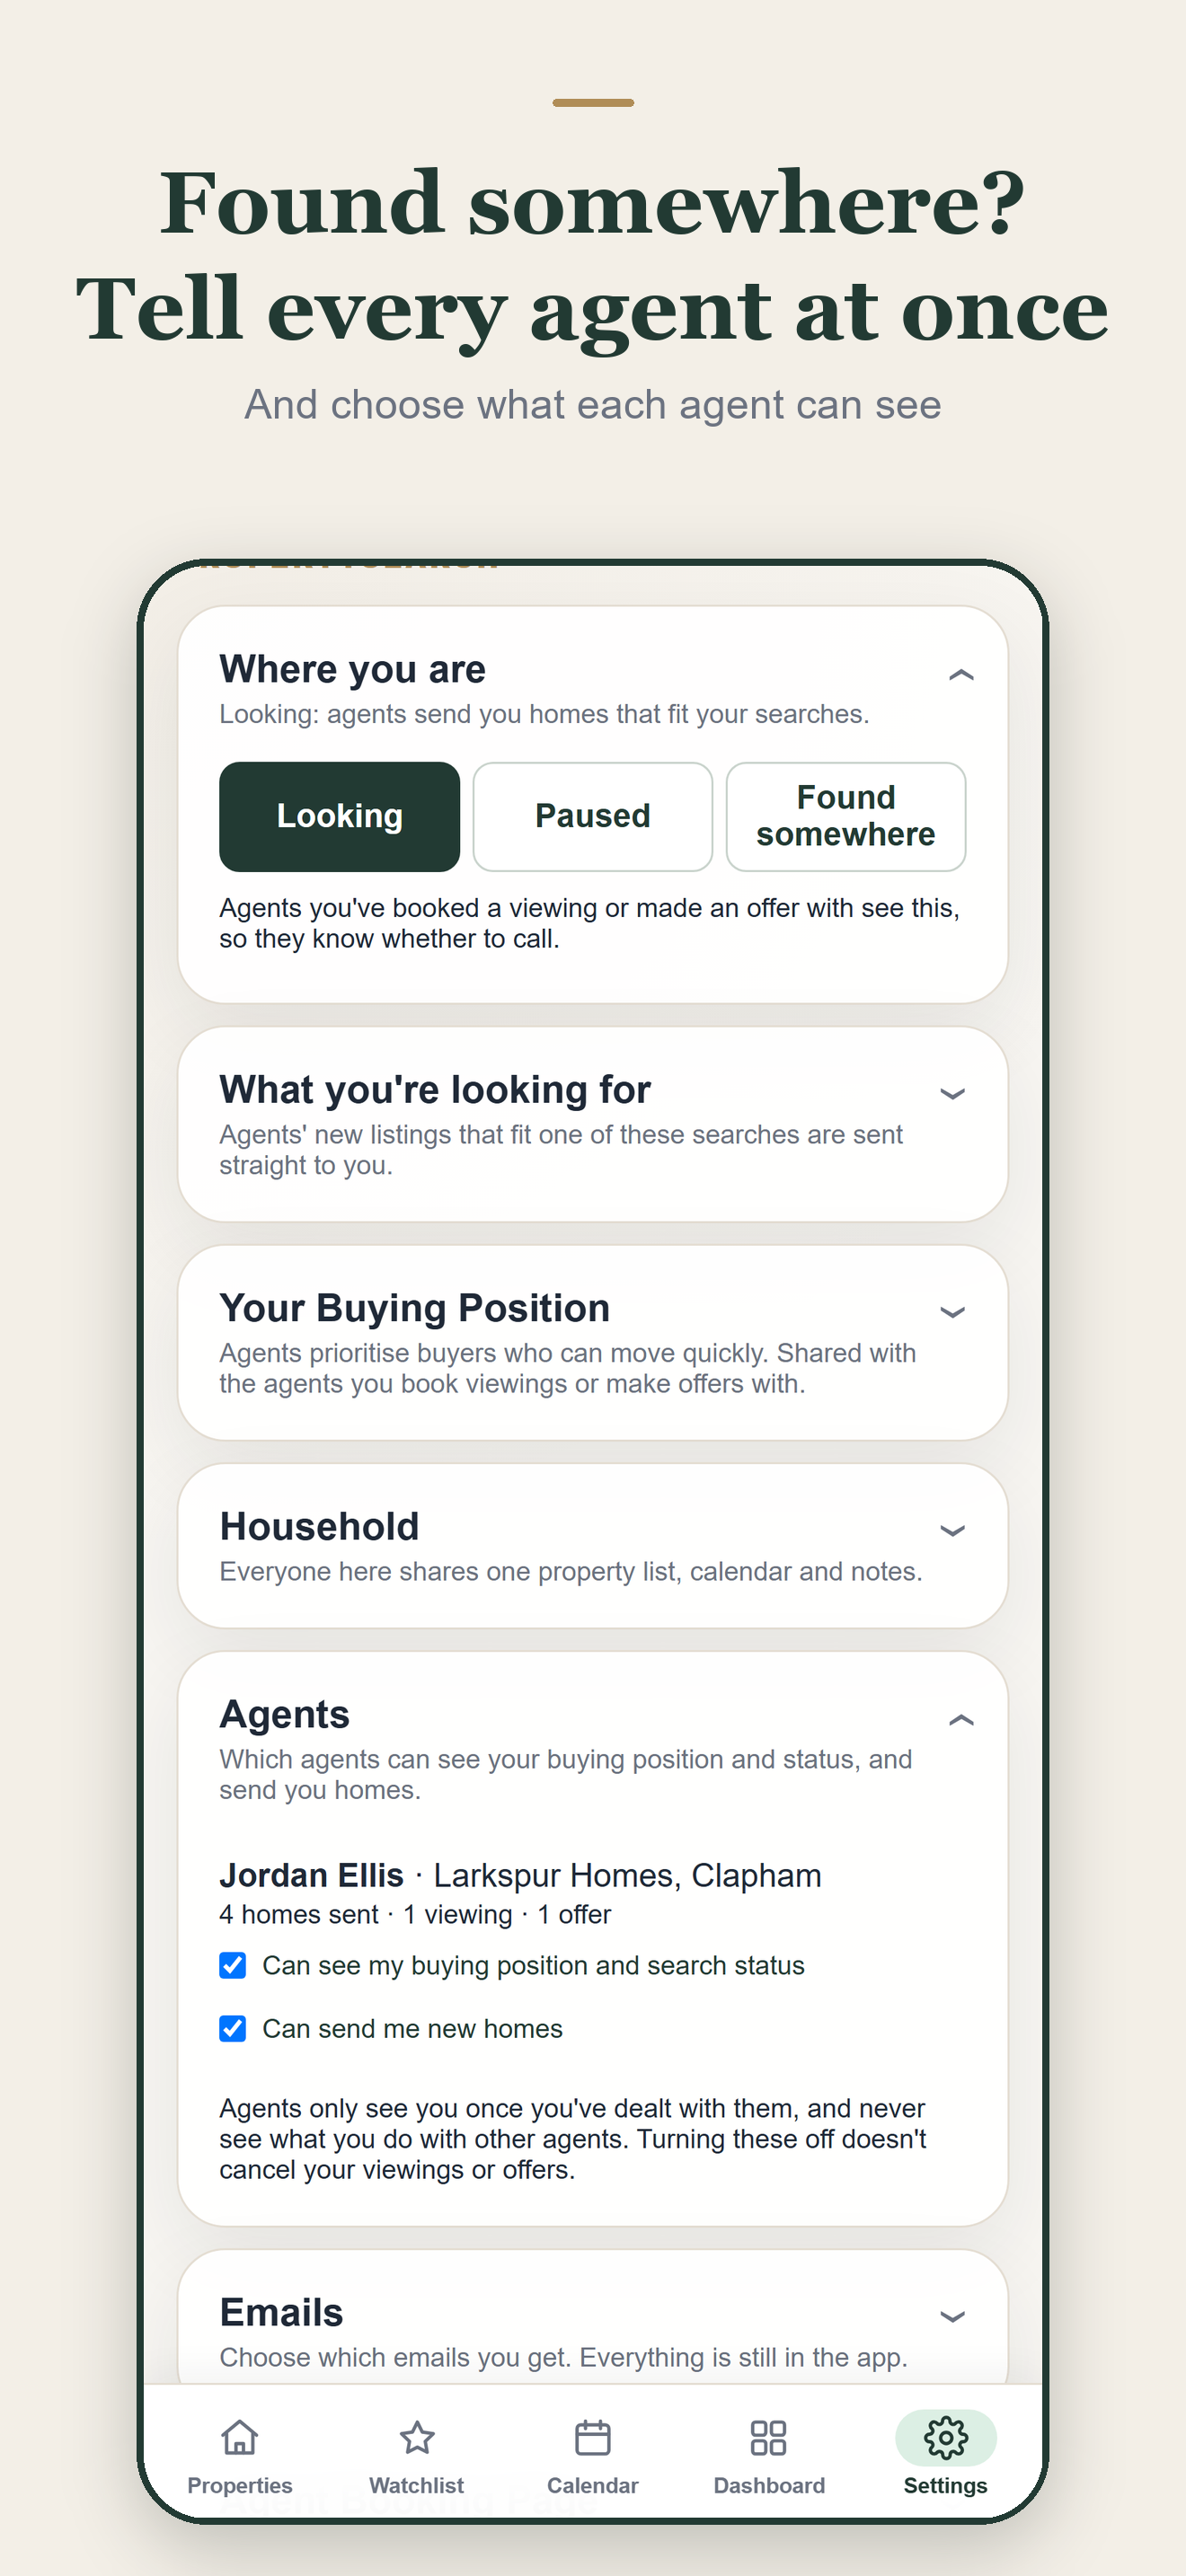 Found somewhere?
Tell every agent at once
And choose what each agent can see
Where you are
Looking: agents send you homes that fit your searches.
Looking
Paused
Found
somewhere
Agents you've booked a viewing or made an offer with see this,
so they know whether to call.
What you're looking for
Agents' new listings that fit one of these searches are sent
straight to you.
Your Buying Position
Agents prioritise buyers who can move quickly. Shared with
the agents you book viewings or make offers with.
Household
Everyone here shares one property list, calendar and notes.
Agents
Which agents can see your buying position and status, and
send you homes.
Jordan Ellis · Larkspur Homes, Clapham
4 homes sent · 1 viewing · 1 offer
Can see my buying position and search status
Can send me new homes
Agents only see you once you've dealt with them, and never
see what you do with other agents. Turning these off doesn't
cancel your viewings or offers.
Emails
Choose which emails you get. Everything is still in the app.
Properties
Watchlist
Calendar
Dashboard
Settings
Agent Booking Page